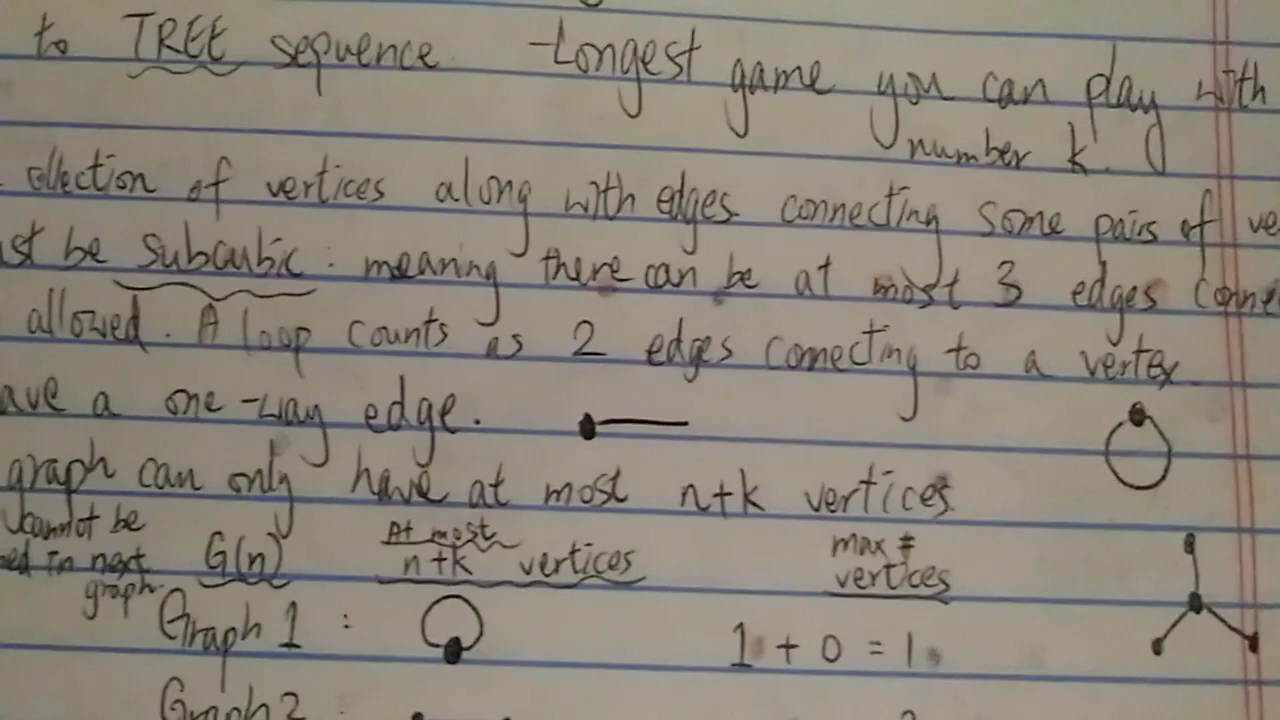 to TREE sequence. -Longest game you can play with
number k.
ollection of vertices along with edges connecting some pairs of ve
st be subcubic: meaning there can be at most 3 edges conne
allowed. A loop counts as 2 edges connecting to a vertex.
ave a one-way edge.
graph can only have at most n+k vertices
cannot be
ed in next
graph.
G(n) At most n+k vertices max # vertices
Graph 1 : 1 + 0 = 1.
Graph 2 : 2